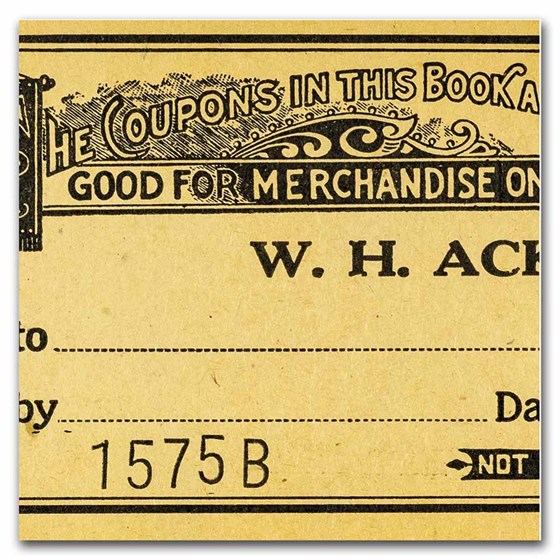 HE COUPONS IN THIS BOOK A
GOOD FOR MERCHANDISE ON
W. H. ACK
to
by Da
1575B
NOT